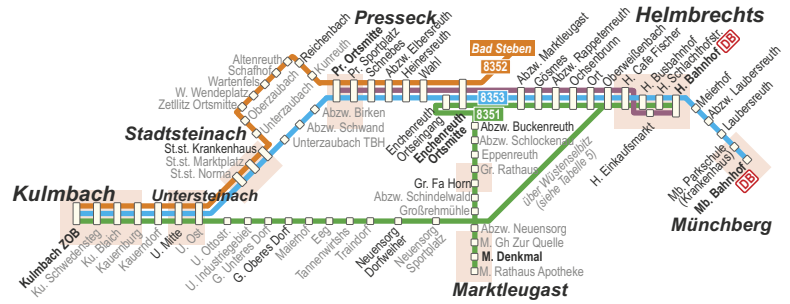 Presseck
Helmbrechts
Bad Steben
8352
Reichenbach
Kunreuth
Altenreuth
Schafhof
Wartenfels
W. Wendeplatz
Zettlitz Ortsmitte
Oberzaubach
Unterzaubach
Pr. Ortsmitte
Pr. Sportplatz
Schnebes
Abzw. Elbersreuth
Heinersreuth
Wahl
Abzw. Marktleugast
Gösmes
Abzw. Rappetenreuth
Ochsenbrunn
Ort
Oberweißenbach
H. Cafe Fischer
H. Busbahnhof
H. Schlachthofstr.
H. Bahnhof DB
8353
8351
Meierhof
Abzw. Laubersreuth
Laubersreuth
Abzw. Birken
Abzw. Schwand
Unterzaubach TBH
Enchenreuth
Ortseingang
Enchenreuth
Ortsmitte
Abzw. Buckenreuth
Abzw. Schlockenau
Eppenreuth
Gr. Rathaus
Gr. Fa Horn
Abzw. Schindelwald
Großrehmühle
über Wüstenselbitz
(siehe Tabelle 5)
H. Einkaufsmarkt
Mb. Parkschule
(Krankenhaus)
Mb. Bahnhof DB
Münchberg
Stadtsteinach
St.st. Krankenhaus
St.st. Marktplatz
St.st. Norma
Kulmbach
Untersteinach
Kulmbach ZOB
Ku. Schwedensteg
Ku. Blaich
Kauernburg
Kauerndorf
U. Mitte
U. Ost
U. Ottostr.
U. Industriegebiet
G. Unteres Dorf
G. Oberes Dorf
Maierhof
Eeg
Tannenwirtshs
Traindorf
Neuensorg
Dorfweiher
Neuensorg
Sportplatz
Abzw. Neuensorg
M. Gh Zur Quelle
M. Denkmal
M. Rathaus Apotheke
Marktleugast